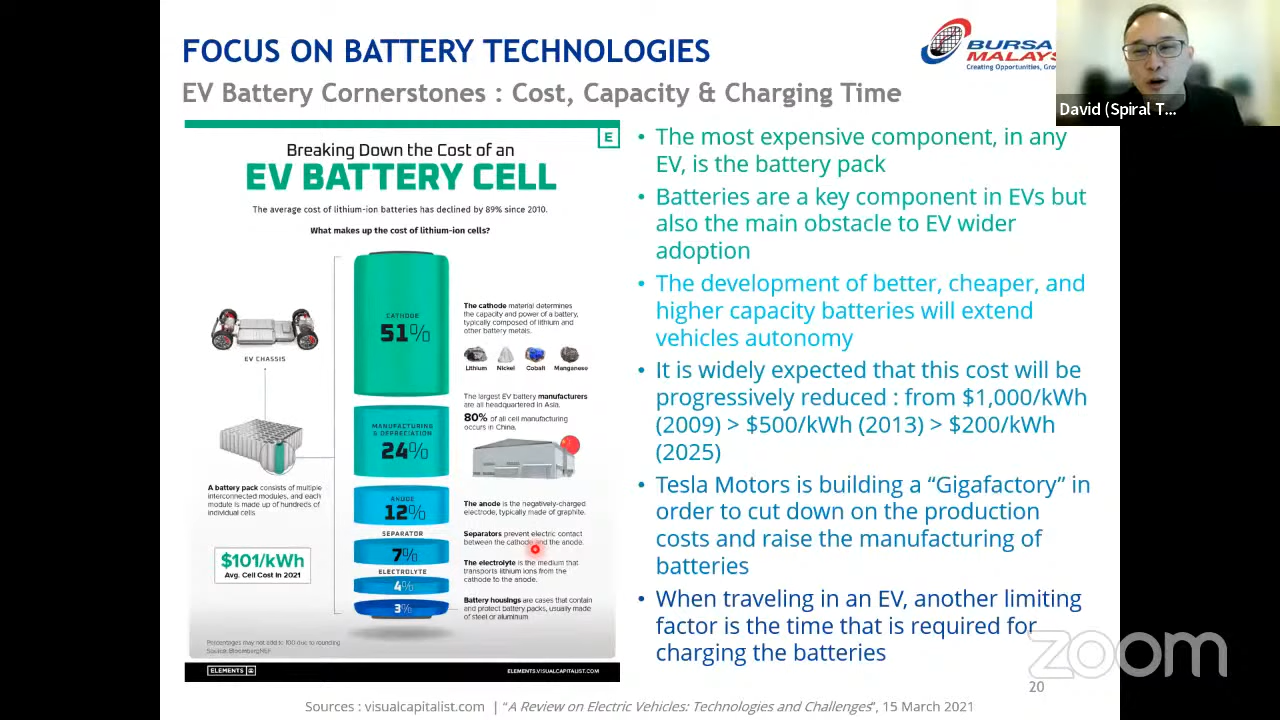 FOCUS ON BATTERY TECHNOLOGIES
EV Battery Cornerstones : Cost, Capacity & Charging Time
BURSA
MALAYS
Creating Opportunities, Grow
David (Spiral T...
E
Breaking Down the Cost of an
EV BATTERY CELL
The average cost of lithium-ion batteries has declined by 89% since 2010.
What makes up the cost of lithium-ion cells?
EV CHASSIS
A battery pack consists of multiple
interconnected modules, and each
module is made up of hundreds of
individual cells.
$101/kWh
Avg. Cell Cost in 2021
CATHODE
51%
MANUFACTURING
& DEPRECIATION
24%
ANODE
12%
SEPARATOR
7%
ELECTROLYTE
4%
3%
The cathode material determines
the capacity and power of a battery,
typically composed of lithium and
other battery metals.
Lithium Nickel Cobalt Manganese
The largest EV battery manufacturers
are all headquartered in Asia.
80% of all cell manufacturing
occurs in China.
The anode is the negatively-charged
electrode, typically made of graphite.
Separators prevent electric contact
between the cathode and the anode.
The electrolyte is the medium that
transports lithium ions from the
cathode to the anode.
Battery housings are cases that contain
and protect battery packs, usually made
of steel or aluminum.
Percentages may not add to 100 due to rounding
Source: BloombergNEF
ELEMENTS
ELEMENTS.VISUALCAPITALIST.COM
• The most expensive component, in any
EV, is the battery pack
• Batteries are a key component in EVs but
also the main obstacle to EV wider
adoption
• The development of better, cheaper, and
higher capacity batteries will extend
vehicles autonomy
• It is widely expected that this cost will be
progressively reduced : from $1,000/kWh
(2009) > $500/kWh (2013) > $200/kWh
(2025)
• Tesla Motors is building a “Gigafactory” in
order to cut down on the production
costs and raise the manufacturing of
batteries
• When traveling in an EV, another limiting
factor is the time that is required for
charging the batteries
zoom
20
Sources : visualcapitalist.com | “A Review on Electric Vehicles: Technologies and Challenges”, 15 March 2021